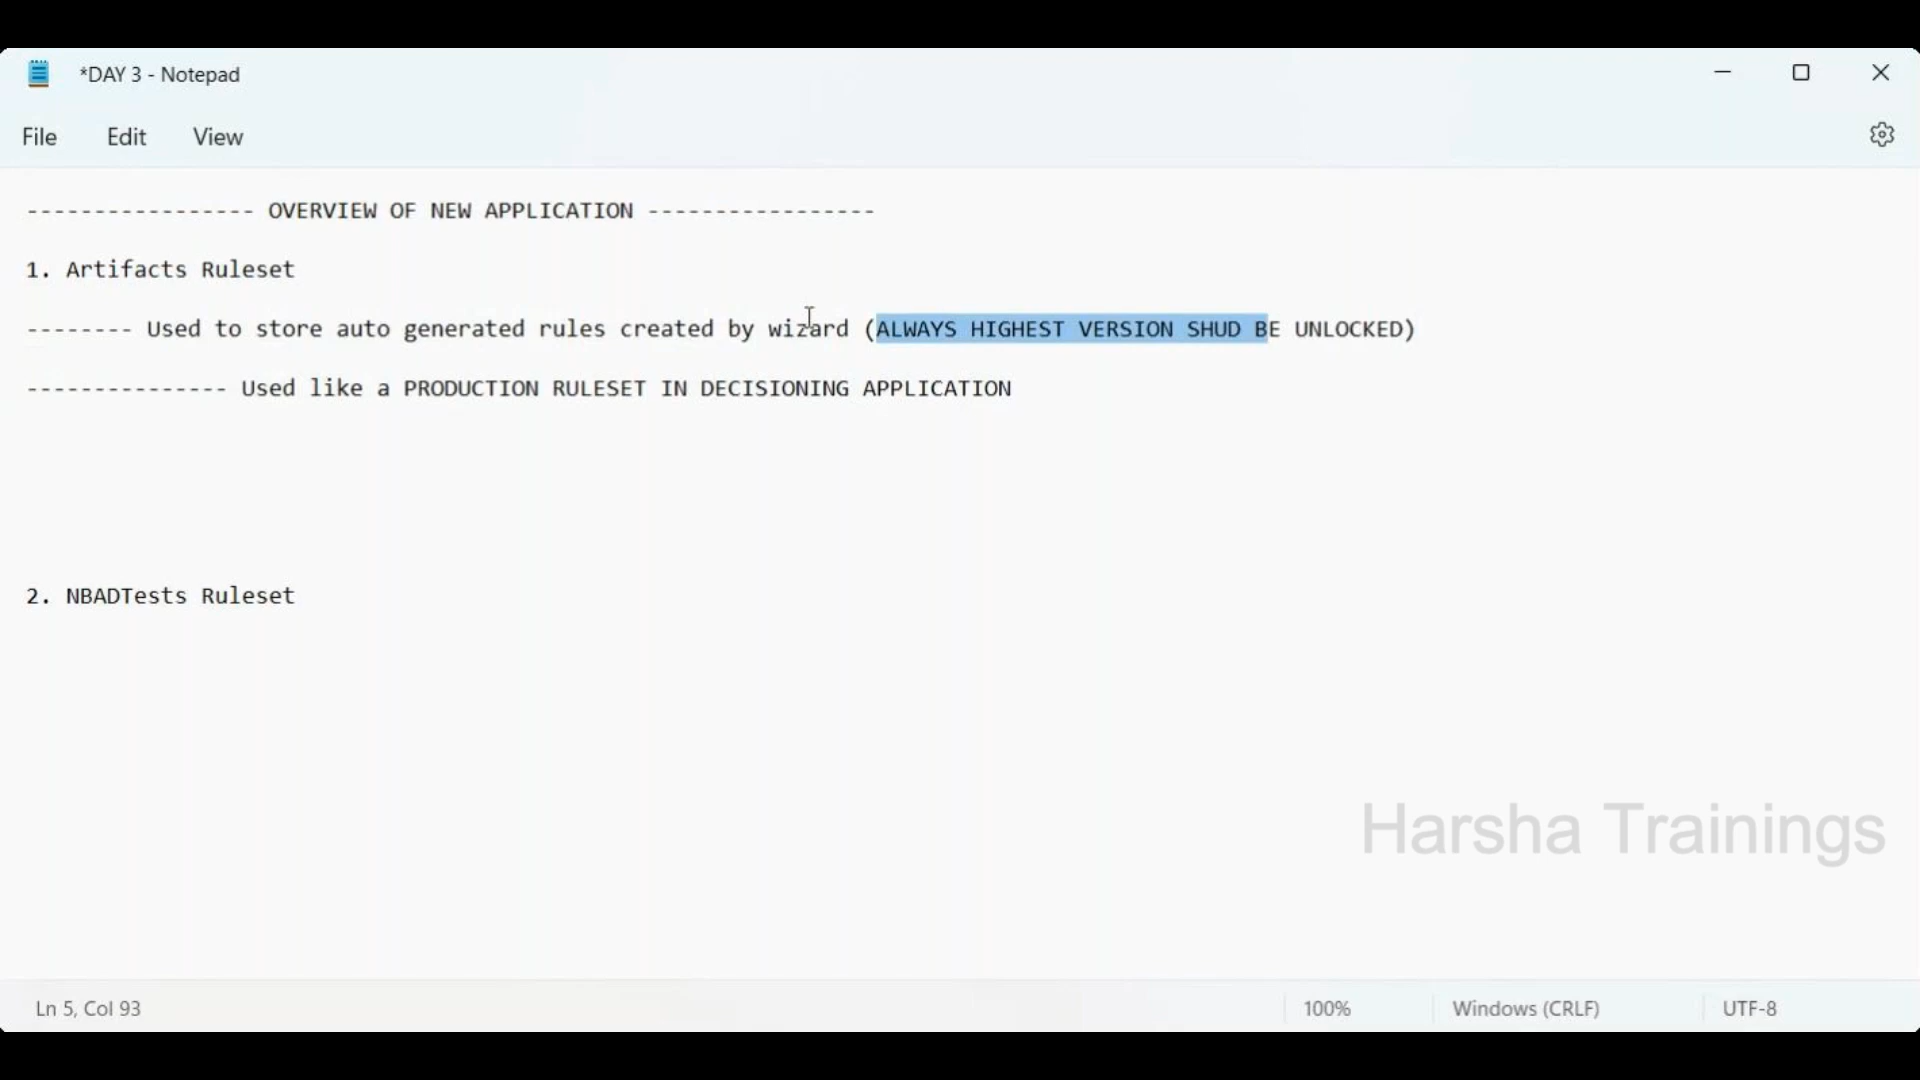 *DAY 3 - Notepad
File Edit View
----------------- OVERVIEW OF NEW APPLICATION -----------------
1. Artifacts Ruleset
-------- Used to store auto generated rules created by wizard (ALWAYS HIGHEST VERSION SHUD BE UNLOCKED)
--------------- Used like a PRODUCTION RULESET IN DECISIONING APPLICATION
2. NBADTests Ruleset
Harsha Trainings
Ln 5, Col 93 100% Windows (CRLF) UTF-8